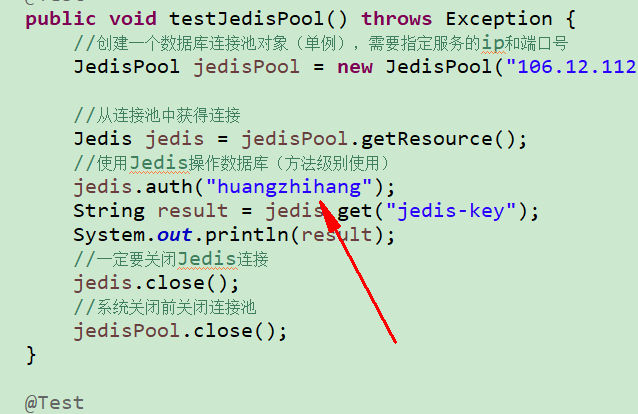 public void testJedisPool() throws Exception {
//创建一个数据库连接池对象（单例），需要指定服务的ip和端口号
JedisPool jedisPool = new JedisPool("106.12.112
//从连接池中获得连接
Jedis jedis = jedisPool.getResource();
//使用Jedis操作数据库（方法级别使用）
jedis.auth("huangzhihang");
String result = jedis.get("jedis-key");
System.out.println(result);
//一定要关闭Jedis连接
jedis.close();
//系统关闭前关闭连接池
jedisPool.close();
}
@Test